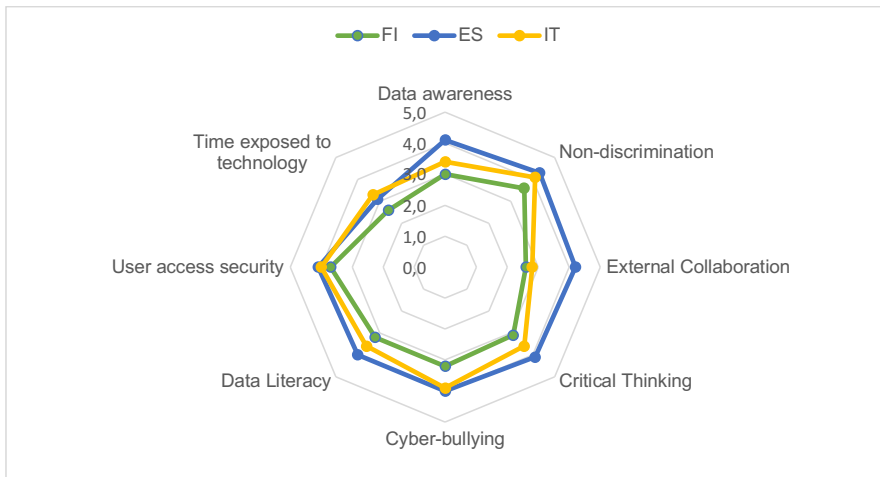 FI ES IT
Data awareness
5,0
4,0
3,0
2,0
1,0
0,0
Time exposed to
technology
Non-discrimination
User access security
External Collaboration
Data Literacy
Critical Thinking
Cyber-bullying